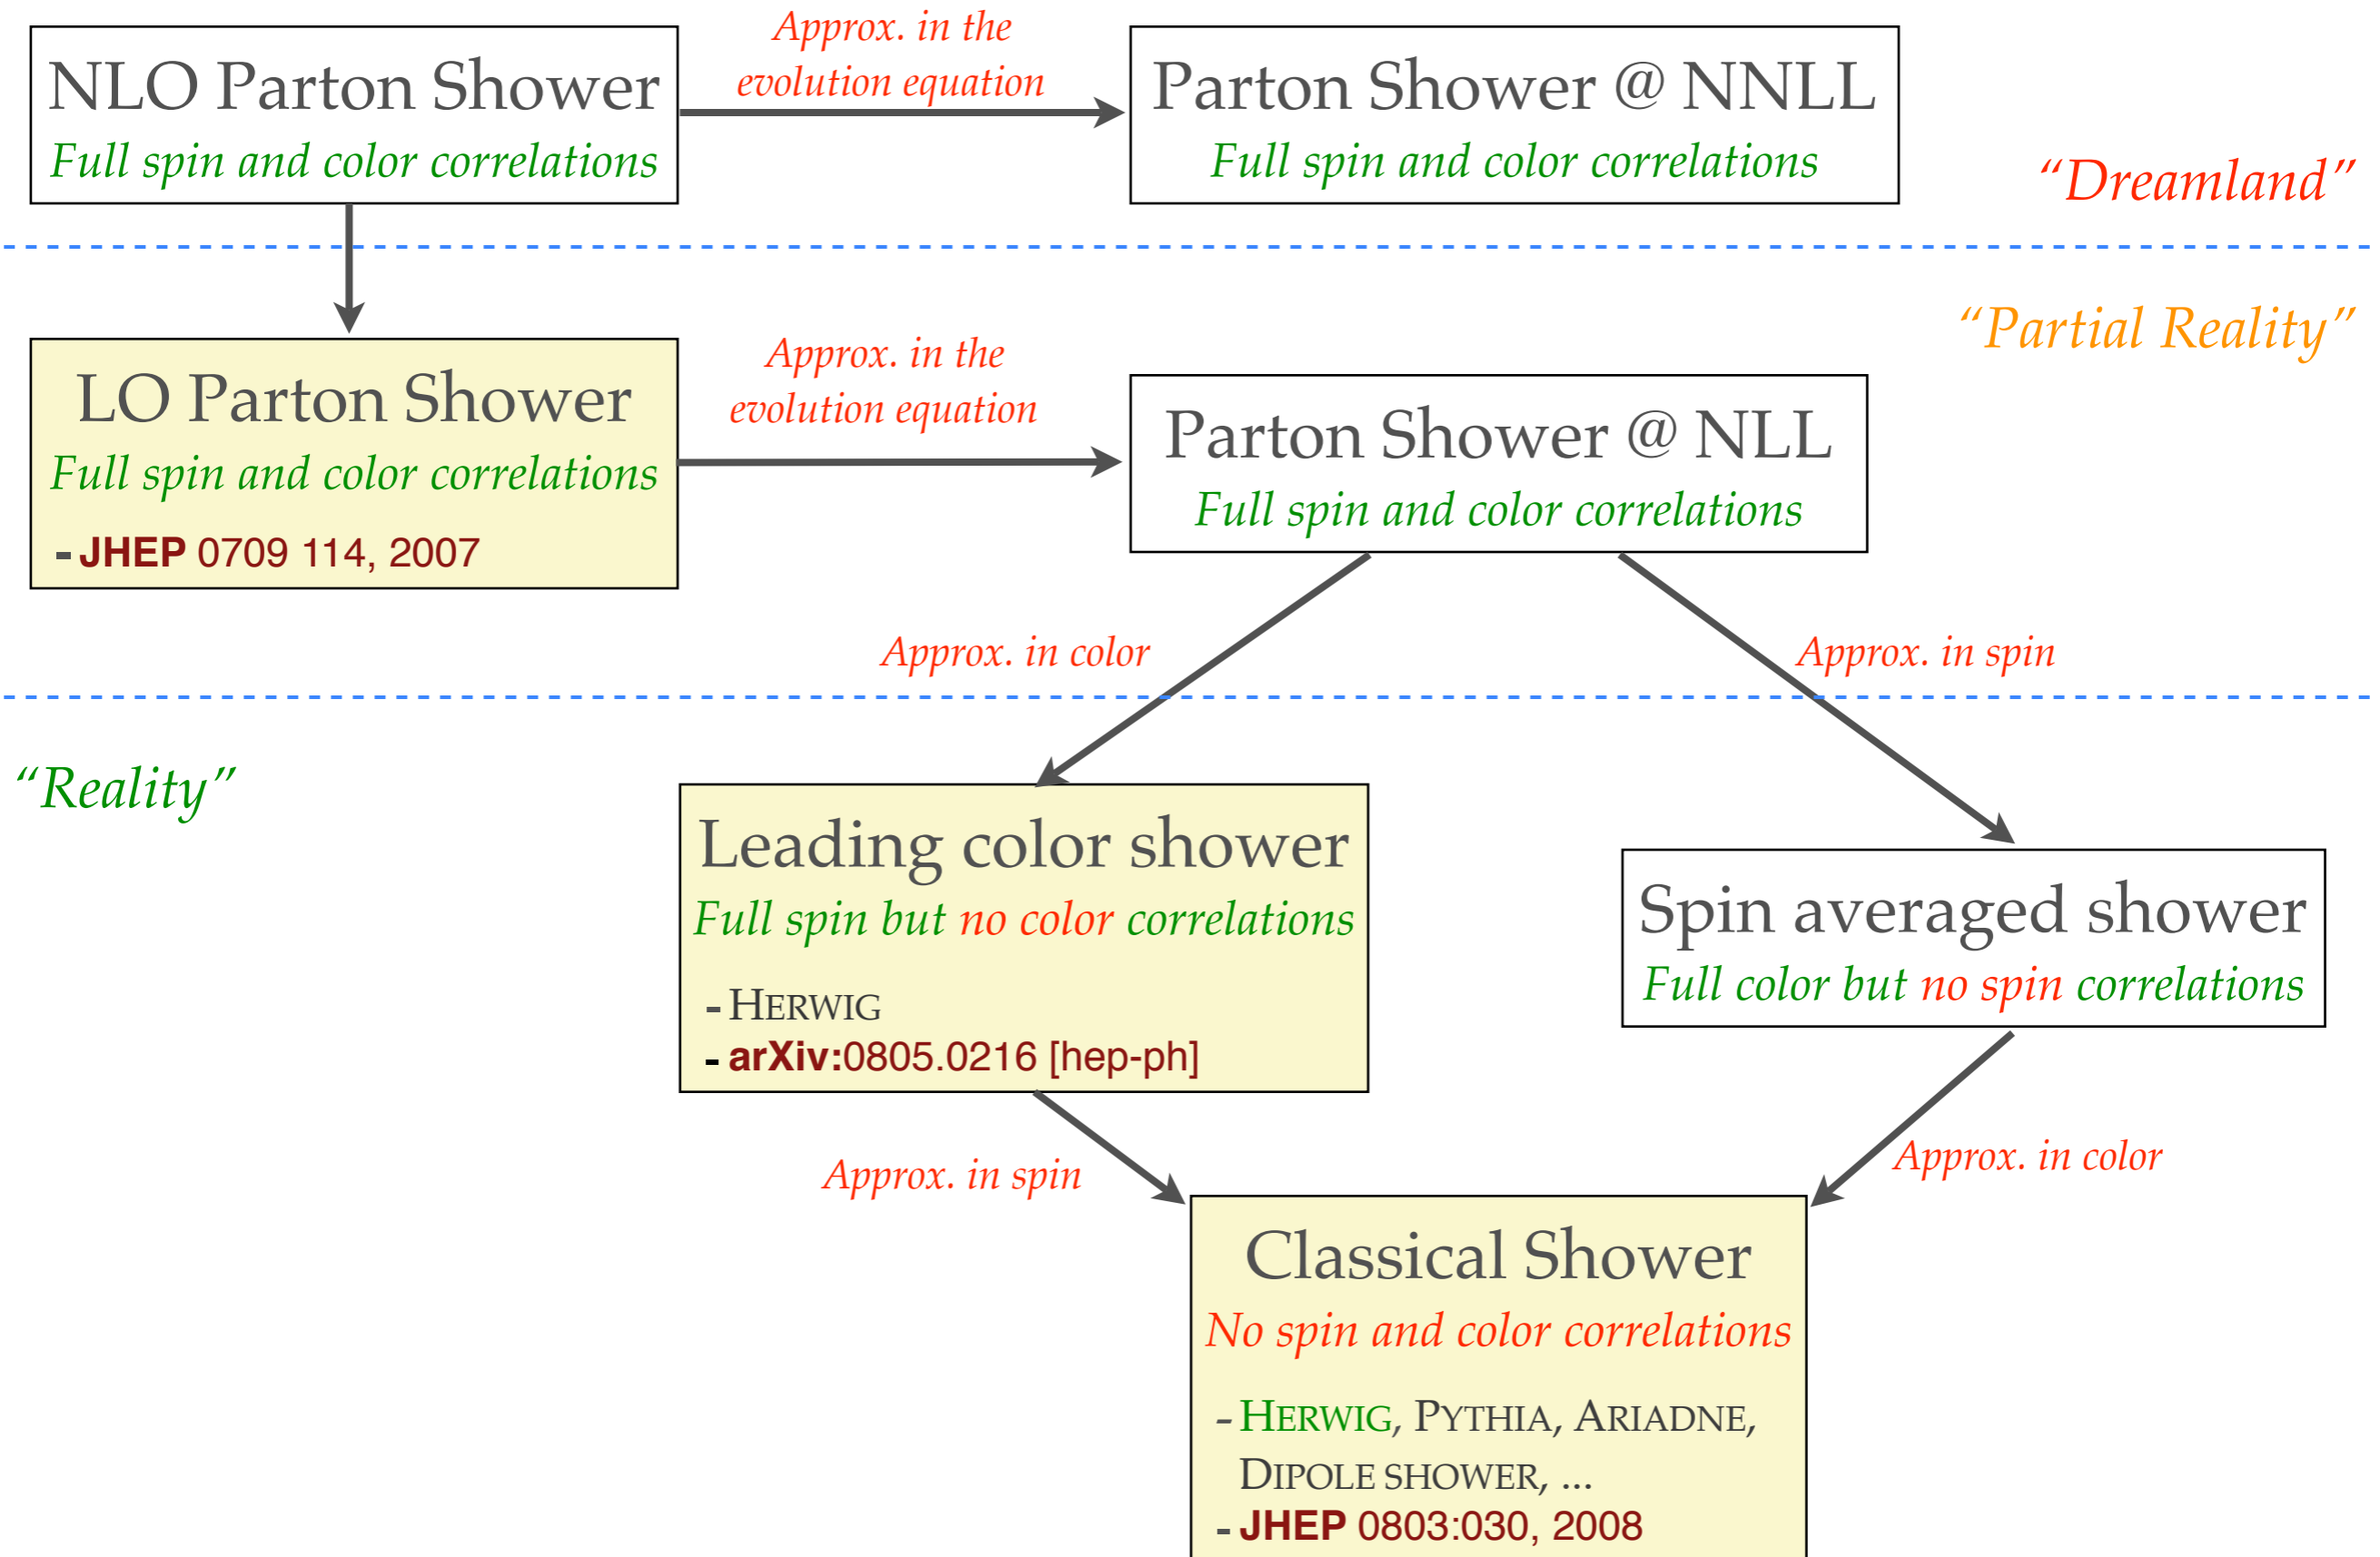 NLO Parton Shower
Full spin and color correlations
Approx. in the
evolution equation
Parton Shower @ NNLL
Full spin and color correlations
“Dreamland”
“Partial Reality”
LO Parton Shower
Full spin and color correlations
- JHEP 0709 114, 2007
Approx. in the
evolution equation
Parton Shower @ NLL
Full spin and color correlations
Approx. in color
Approx. in spin
“Reality”
Leading color shower
Full spin but no color correlations
- HERWIG
- arXiv:0805.0216 [hep-ph]
Spin averaged shower
Full color but no spin correlations
Approx. in spin
Approx. in color
Classical Shower
No spin and color correlations
- HERWIG, PYTHIA, ARIADNE,
DIPOLE SHOWER, ...
- JHEP 0803:030, 2008